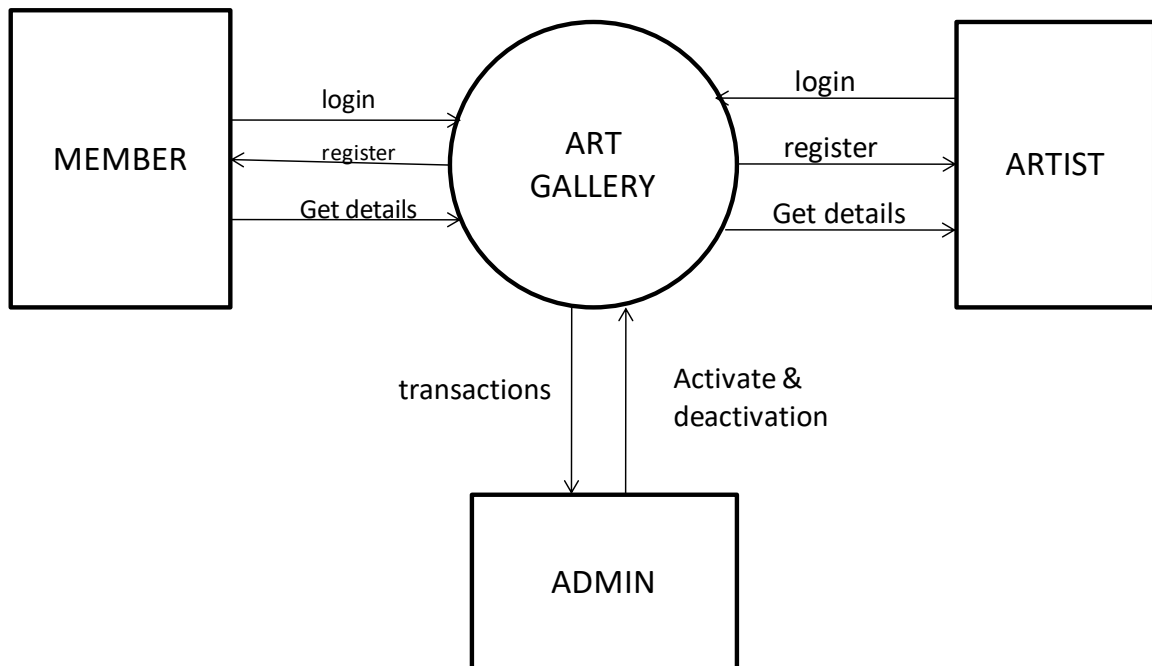 login
register
Get details
MEMBER
ART
GALLERY
login
register
Get details
ARTIST
transactions
Activate &
deactivation
ADMIN